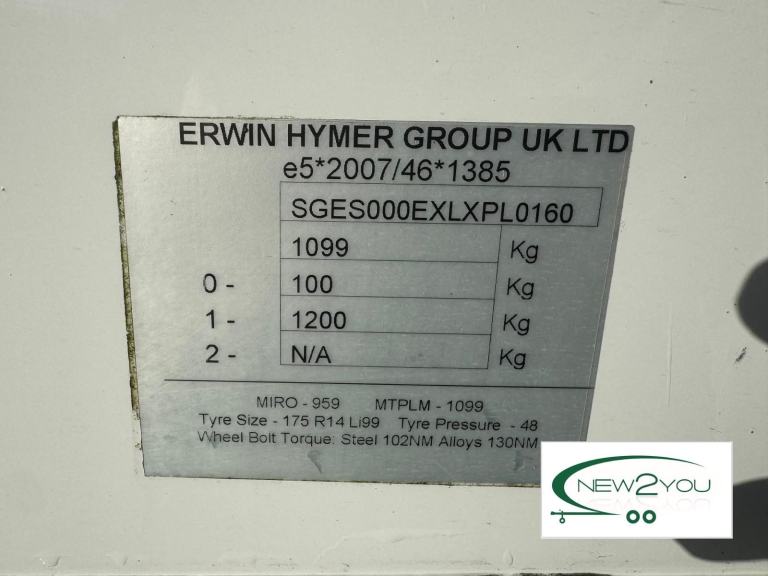 ERWIN HYMER GROUP UK LTD
e5*2007/46*1385
SGES000EXLXPL0160
1099 Kg
0 - 100 Kg
1 - 1200 Kg
2 - N/A Kg
MIRO - 959 MTPLM - 1099
Tyre Size - 175 R14 Li99 Tyre Pressure - 48
Wheel Bolt Torque: Steel 102NM Alloys 130NM
NEW2YOU